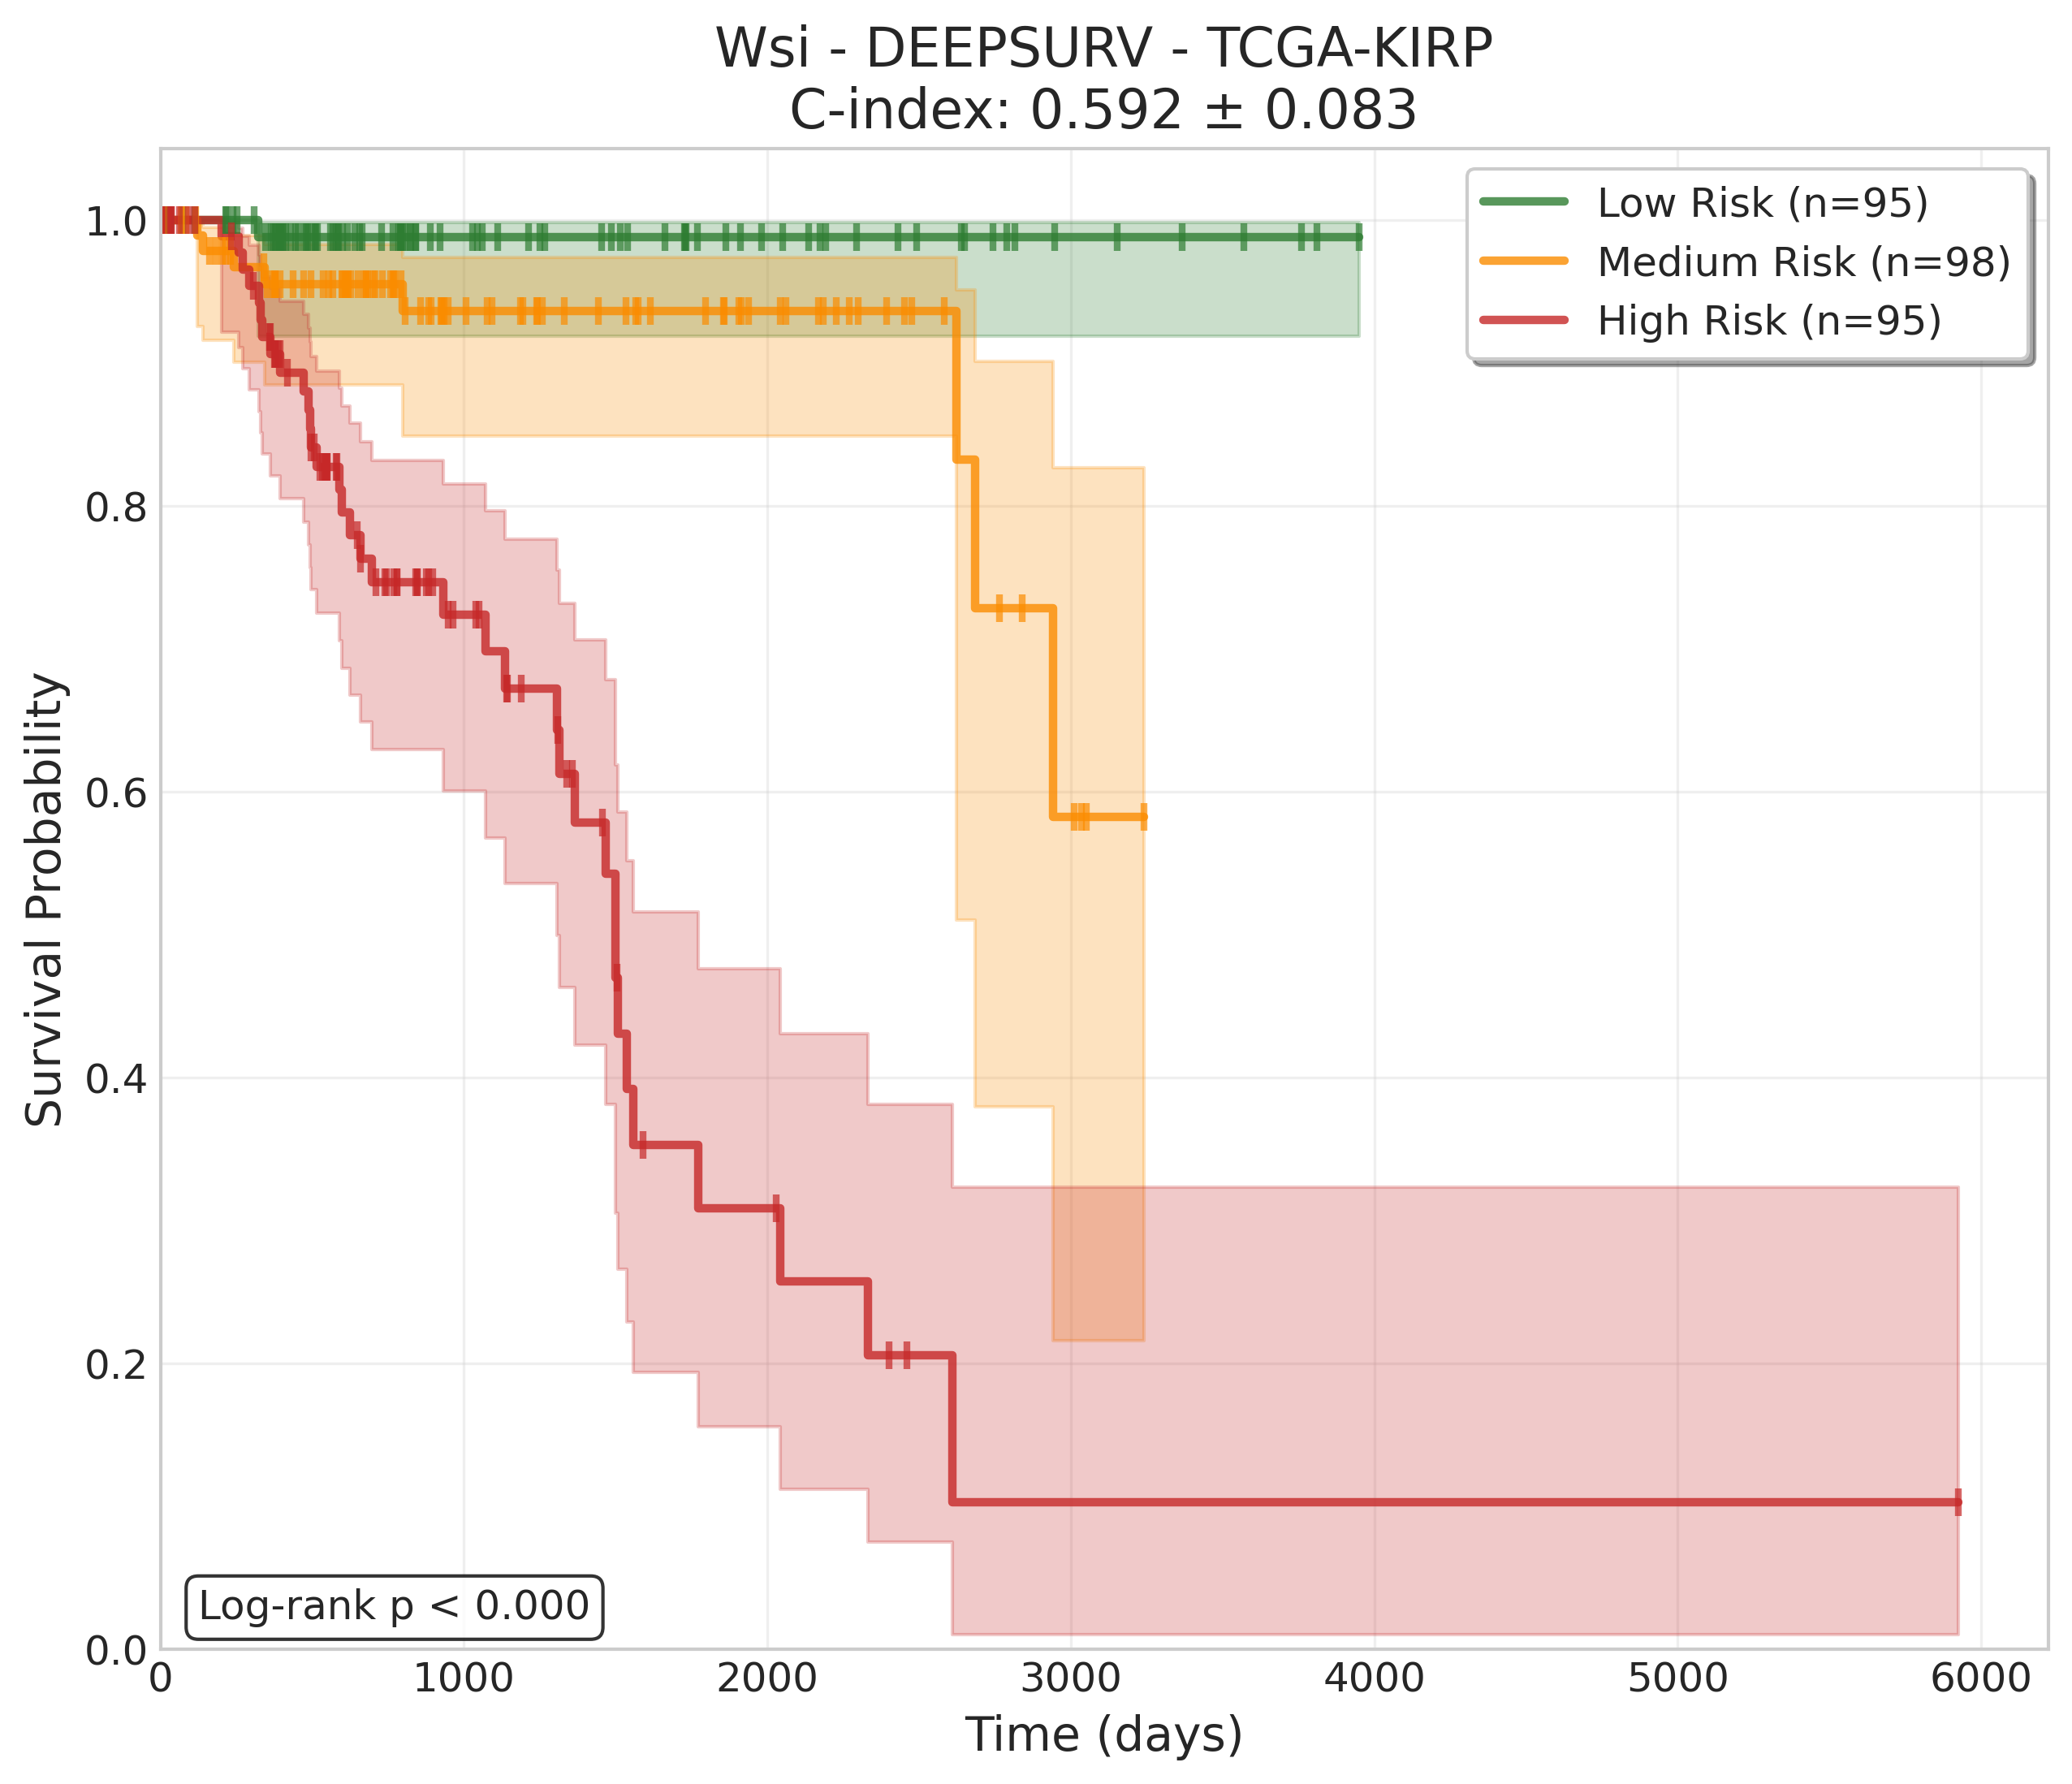 Wsi - DEEPSURV - TCGA-KIRP
C-index: 0.592 ± 0.083
Low Risk (n=95)
Medium Risk (n=98)
High Risk (n=95)
Survival Probability
1.0
0.8
0.6
0.4
0.2
0.0
Log-rank p < 0.000
0 1000 2000 3000 4000 5000 6000
Time (days)